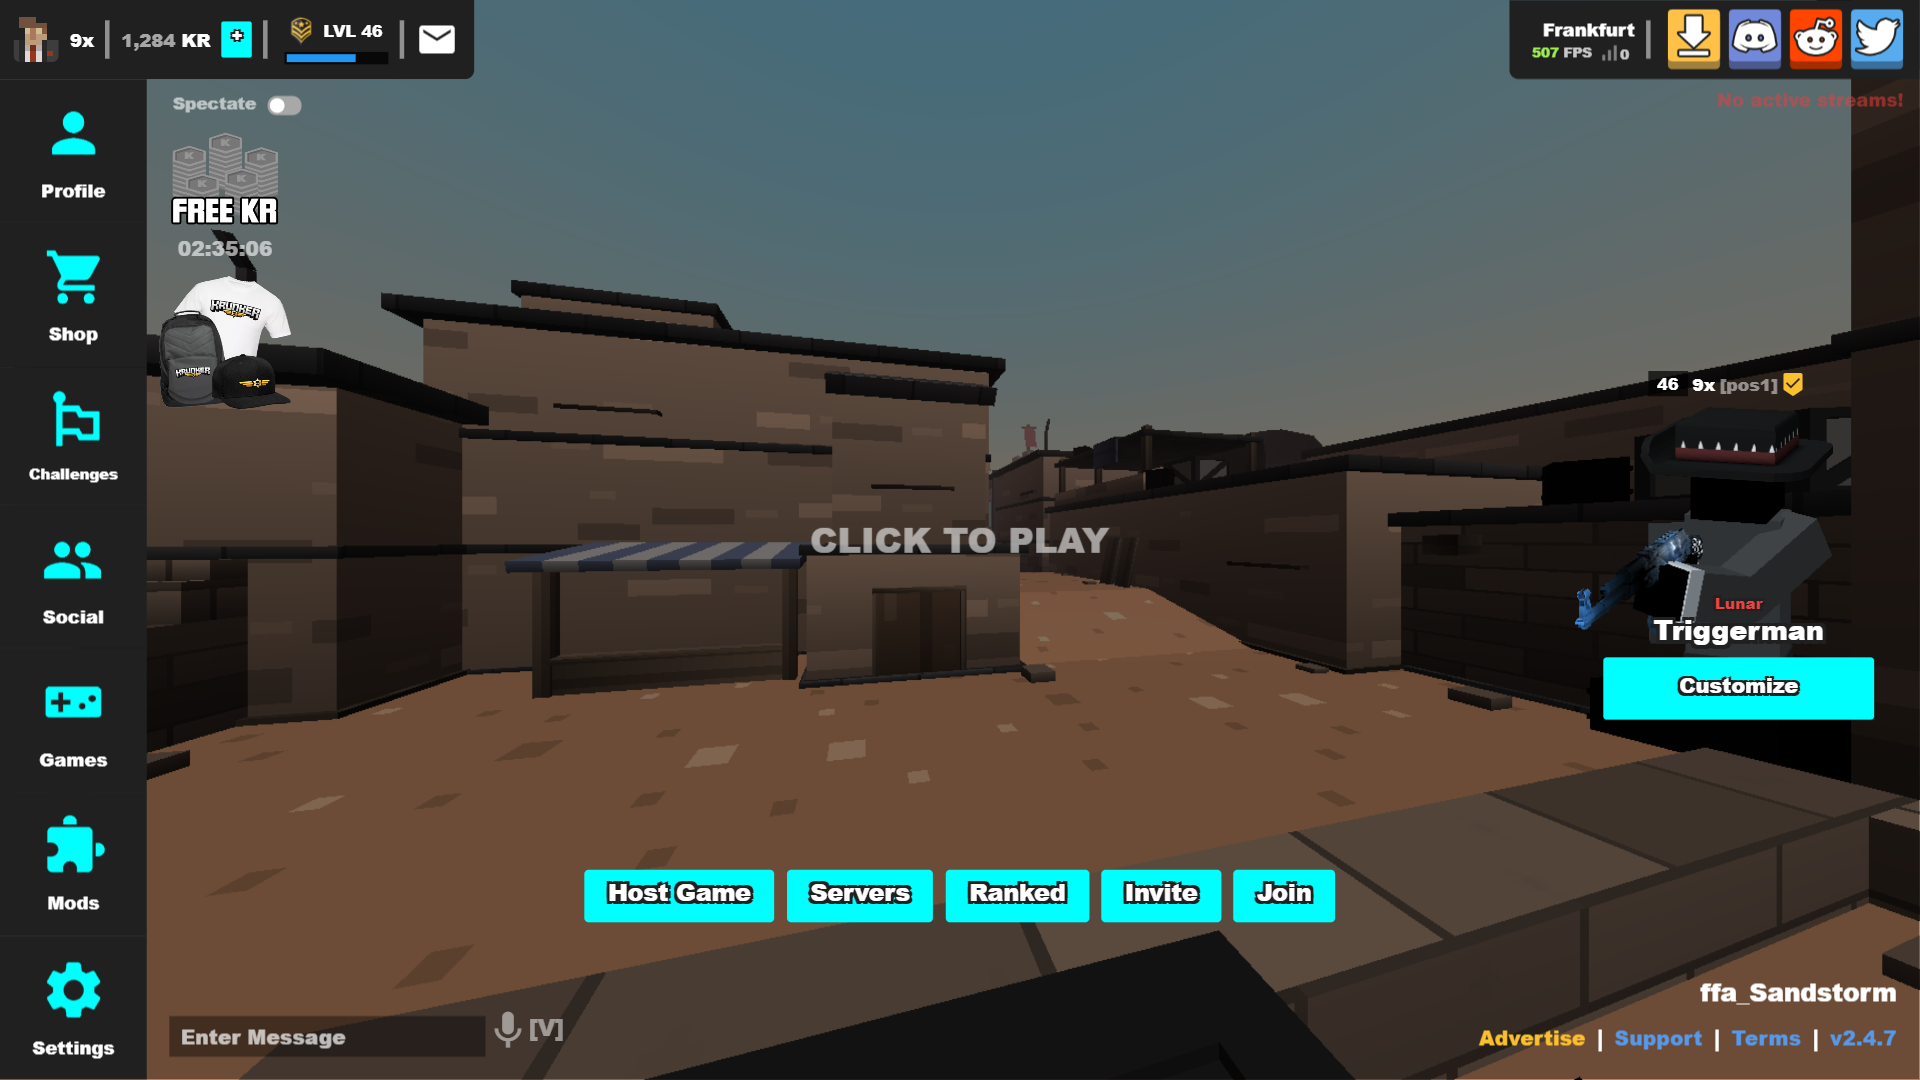 9x
1,284 KR
LVL 46
Frankfurt
507 FPS
0
No active streams!
Spectate
FREE KR
02:35:06
KRUNKER
KRUNKER
Profile
Shop
Challenges
Social
Games
Mods
Settings
CLICK TO PLAY
46 9x [pos1]
Lunar
Triggerman
Customize
Host Game
Servers
Ranked
Invite
Join
Enter Message
[V]
ffa_Sandstorm
Advertise | Support | Terms | v2.4.7